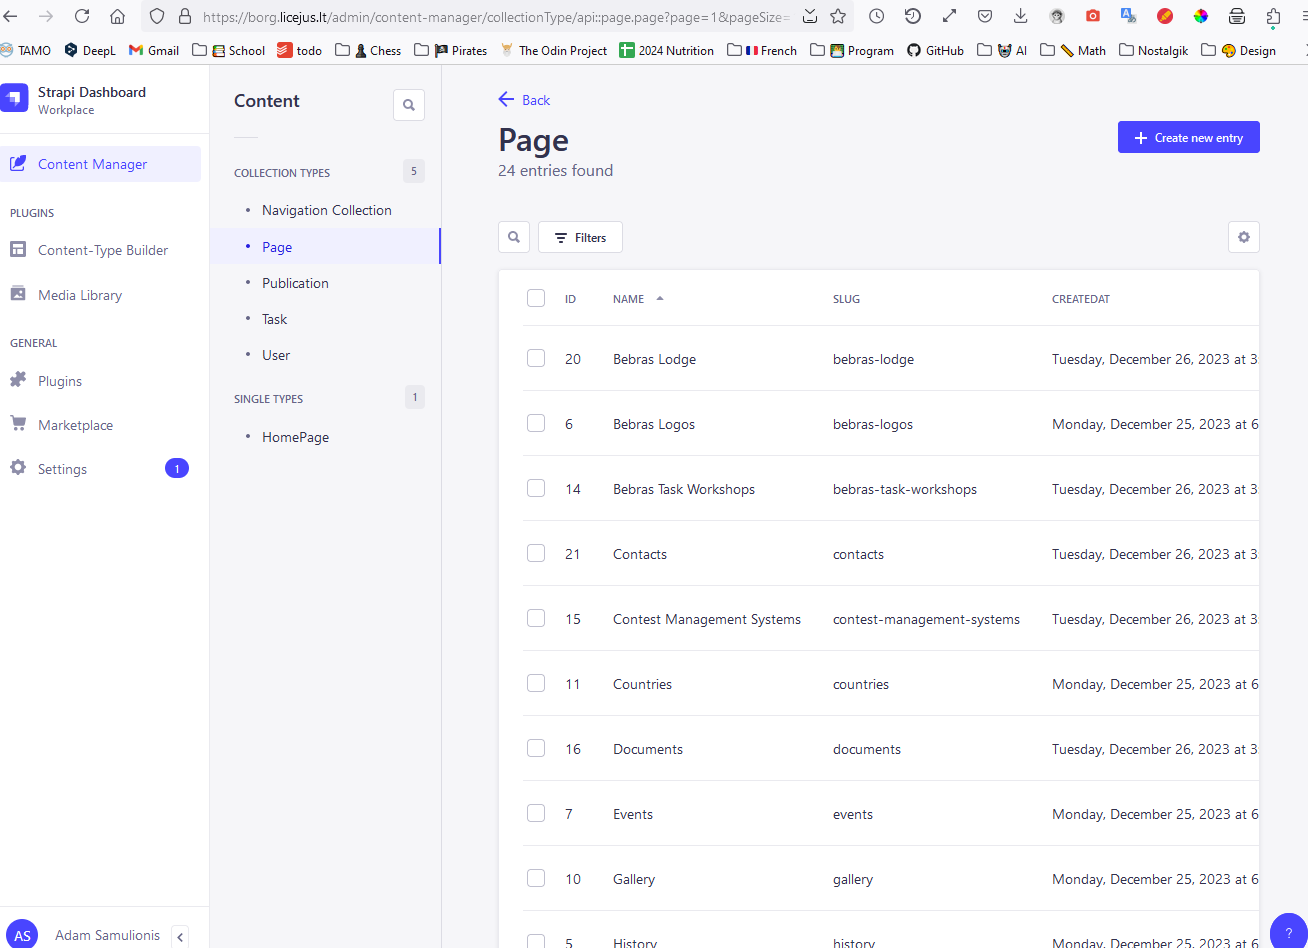 https://borg.licejus.lt/admin/content-manager/collectionType/api::page.page?page=1&pageSize=
TAMO DeepL Gmail School todo Chess Pirates The Odin Project 2024 Nutrition French Program GitHub AI Math Nostalgik Design
Strapi Dashboard
Workplace
Content Manager
PLUGINS
Content-Type Builder
Media Library
GENERAL
Plugins
Marketplace
Settings 1
AS Adam Samulionis
Content
COLLECTION TYPES 5
Navigation Collection
Page
Publication
Task
User
SINGLE TYPES 1
HomePage
Back
Page
24 entries found
Create new entry
Filters
ID NAME SLUG CREATEDAT
20 Bebras Lodge bebras-lodge Tuesday, December 26, 2023 at 3
6 Bebras Logos bebras-logos Monday, December 25, 2023 at 6
14 Bebras Task Workshops bebras-task-workshops Tuesday, December 26, 2023 at 3
21 Contacts contacts Tuesday, December 26, 2023 at 3
15 Contest Management Systems contest-management-systems Tuesday, December 26, 2023 at 3
11 Countries countries Monday, December 25, 2023 at 6
16 Documents documents Tuesday, December 26, 2023 at 3
7 Events events Monday, December 25, 2023 at 6
10 Gallery gallery Monday, December 25, 2023 at 6
5 History history Monday, December 25, 2023 at 6
?